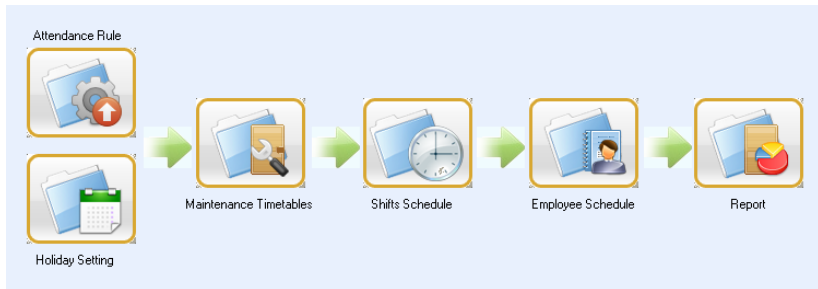 Attendance Rule
Maintenance Timetables
Shifts Schedule
Employee Schedule
Report
Holiday Setting